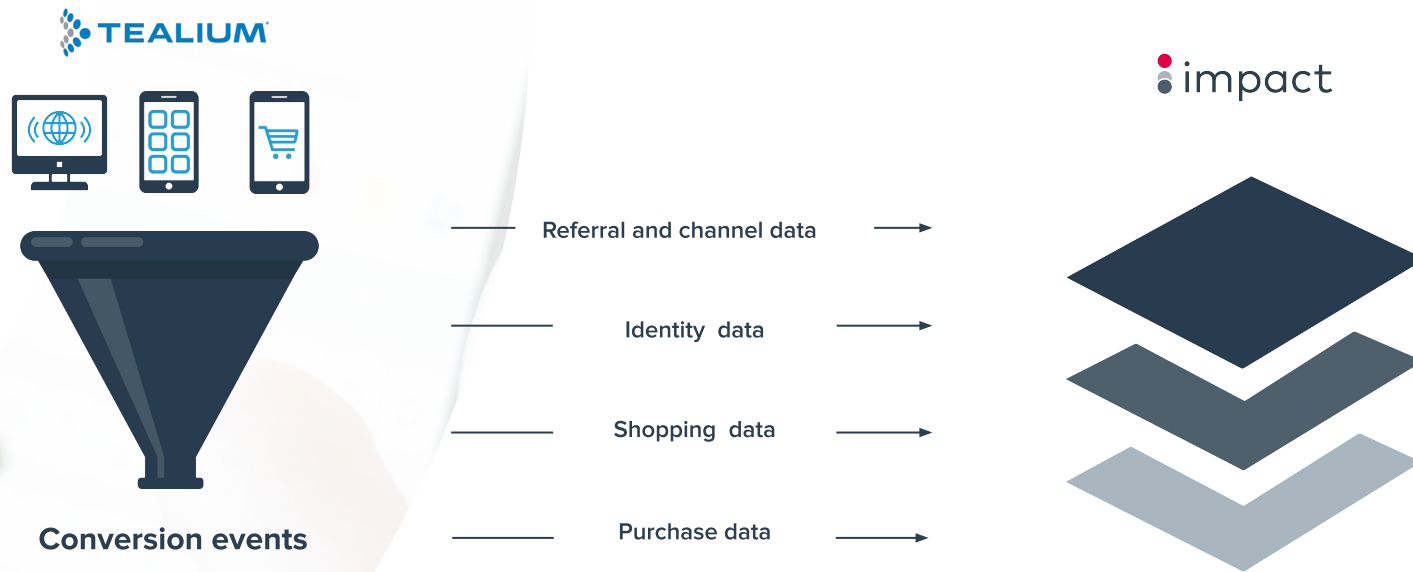 TEALIUM
impact
Referral and channel data
Identity data
Shopping data
Purchase data
Conversion events